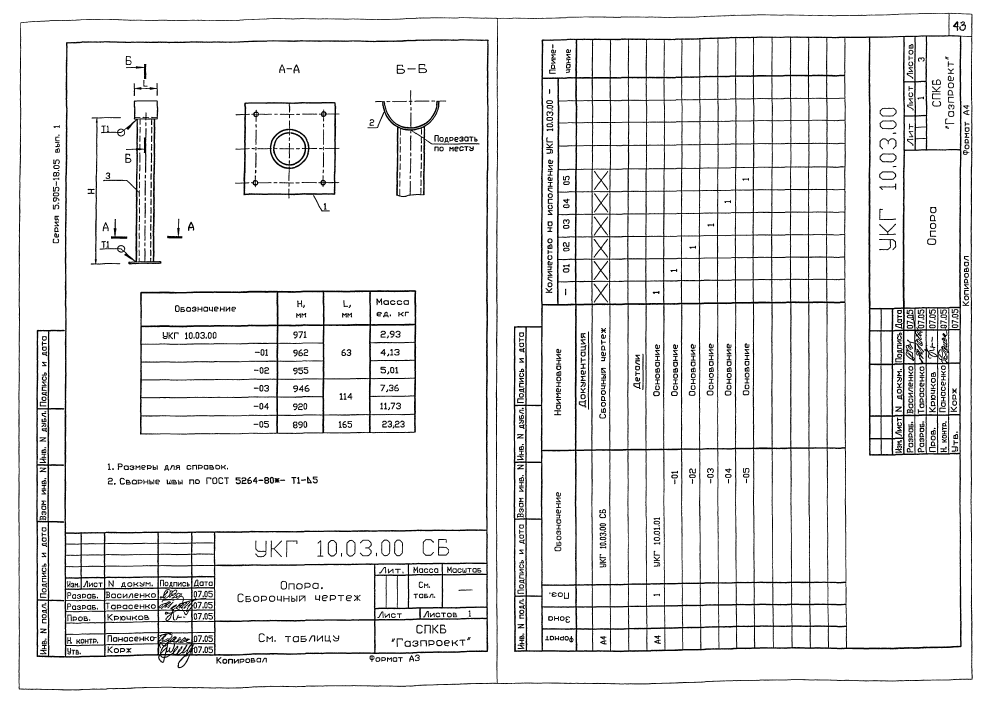 43
Серия 5.905-18.05 вып. 1
Б
L
А-А
Б-Б
Т1
Б
H
3
А
А
Т1
1
2
Подрезать
по месту
Обозначение
H,
мм
L,
мм
Масса
ед. кг
УКГ 10.03.00
971
63
2,93
-01
962
4,13
-02
955
5,01
-03
946
114
7,36
-04
920
11,73
-05
890
165
23,23
1. Размеры для справок.
2. Сварные швы по ГОСТ 5264-80ж- Т1-⊿5
Инв. N подл.
Подпись и дата
Взам инв. N
Инв. N дубл.
Подпись и дата
УКГ 10.03.00 СБ
Изм. Лист N докум. Подпись Дата
Разраб. Василенко 07.05
Разраб. Тарасенко 07.05
Пров. Крючков 07.05
Н. контр. Панасенко 07.05
Утв. Корж 07.05
Опора.
Сборочный чертеж
Лит. Масса Масштаб
См.
табл.
—
Лист
Листов 1
См. таблицу
СПКБ
"Газпроект"
Копировал
Формат А3
Формат
Зона
Поз.
Обозначение
Наименование
Количество на исполнение УКГ 10.03.00 -
- 01 02 03 04 05
Приме-
чание
Документация
А4 УКГ 10.03.00 СБ Сборочный чертеж
Детали
А4 1 УКГ 10.01.01 Основание 1
-01 Основание 1
-02 Основание 1
-03 Основание 1
-04 Основание 1
-05 Основание 1
Инв. N подл.
Подпись и дата
Взам инв. N
Инв. N дубл.
Подпись и дата
УКГ 10.03.00
Изм. Лист N докум. Подпись Дата
Разраб. Василенко 07.05
Разраб. Тарасенко 07.05
Пров. Крючков 07.05
Н. контр. Панасенко 07.05
Утв. Корж 07.05
Опора
Лит Лист Листов
1 3
СПКБ
"Газпроект"
Копировал
Формат А4